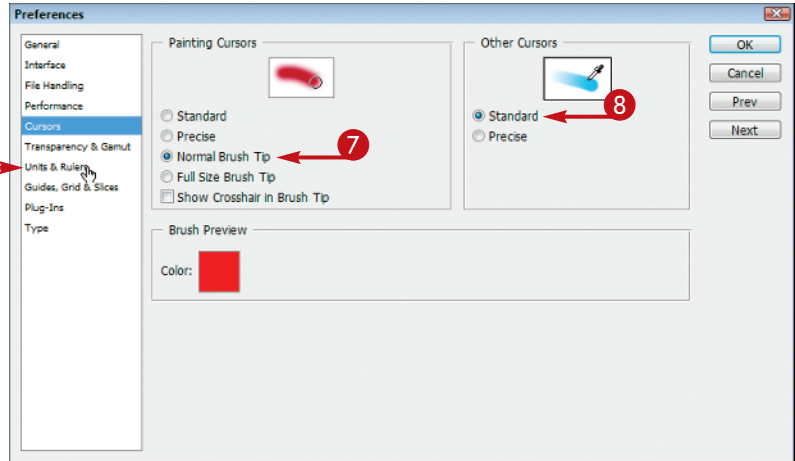 Preferences
General
Interface
File Handling
Performance
Cursors
Transparency & Gamut
Units & Rulers
Guides, Grid & Slices
Plug-Ins
Type
Painting Cursors
Standard
Precise
Normal Brush Tip
7
Full Size Brush Tip
Show Crosshair in Brush Tip
Other Cursors
Standard
8
Precise
Brush Preview
Color:
OK
Cancel
Prev
Next